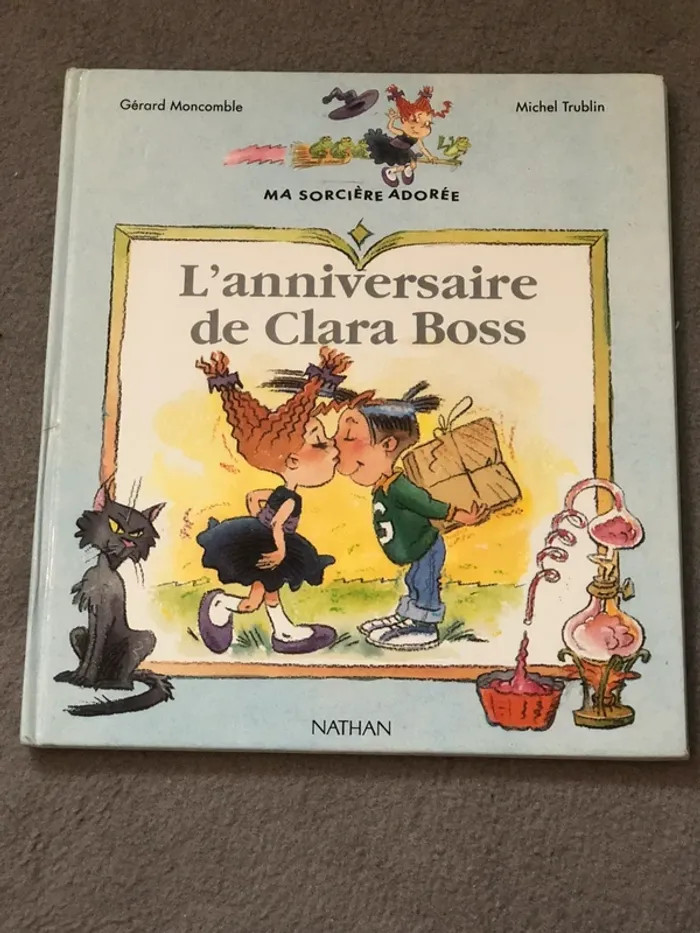 Gérard Moncomble
Michel Trublin
MA SORCIÈRE ADORÉE
L'anniversaire
de Clara Boss
NATHAN